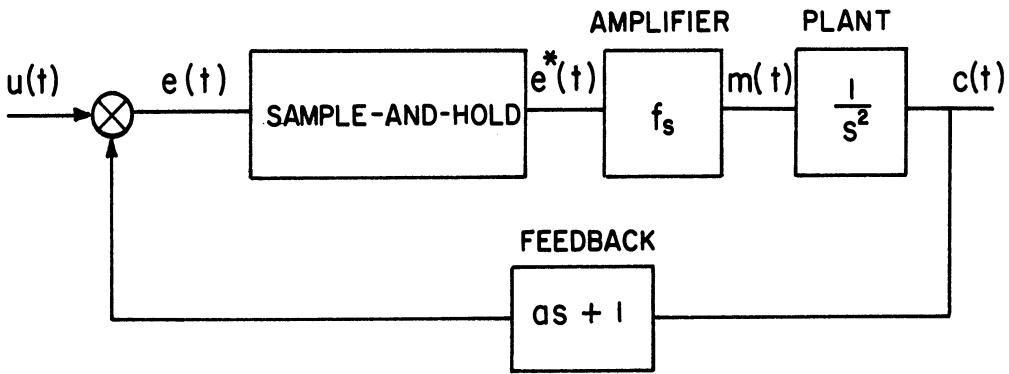 AMPLIFIER
PLANT
u(t)
e(t)
SAMPLE-AND-HOLD
e*(t)
fs
m(t)
1
s²
c(t)
FEEDBACK
as + 1